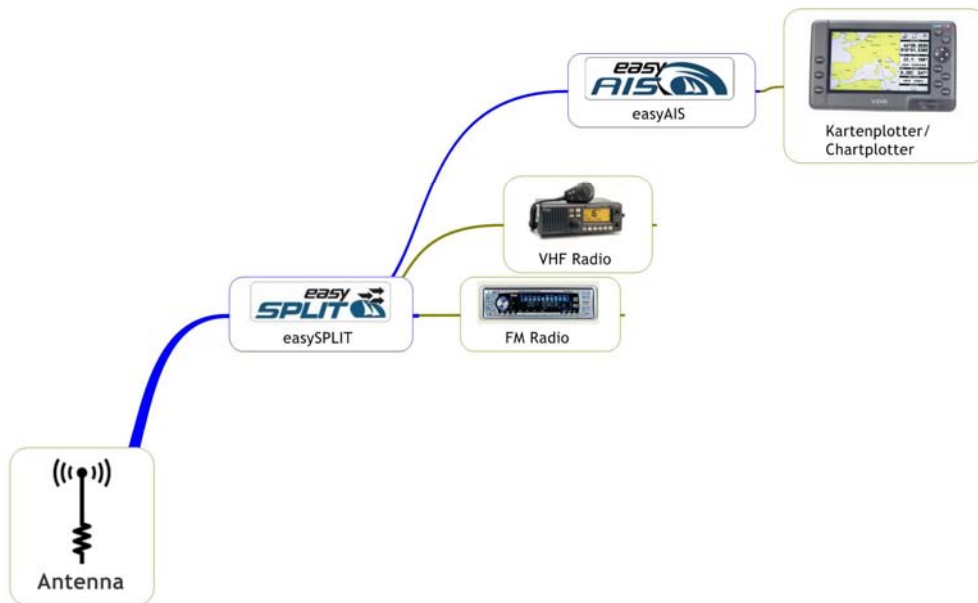 easy
AIS
easyAIS
Kartenplotter/
Chartplotter
VHF Radio
easy
SPLIT
easySPLIT
FM Radio
Antenna